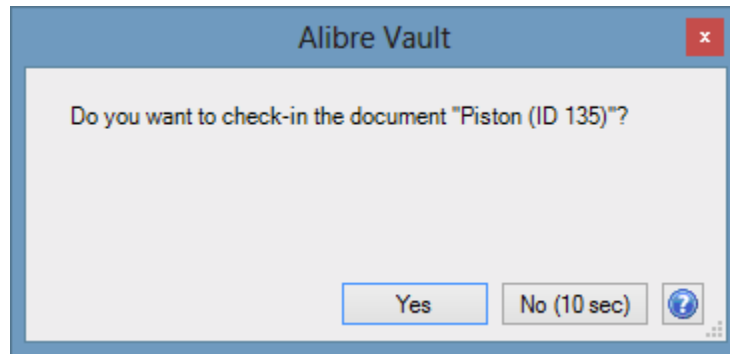 Alibre Vault
x
Do you want to check-in the document "Piston (ID 135)"?
Yes
No (10 sec)
?